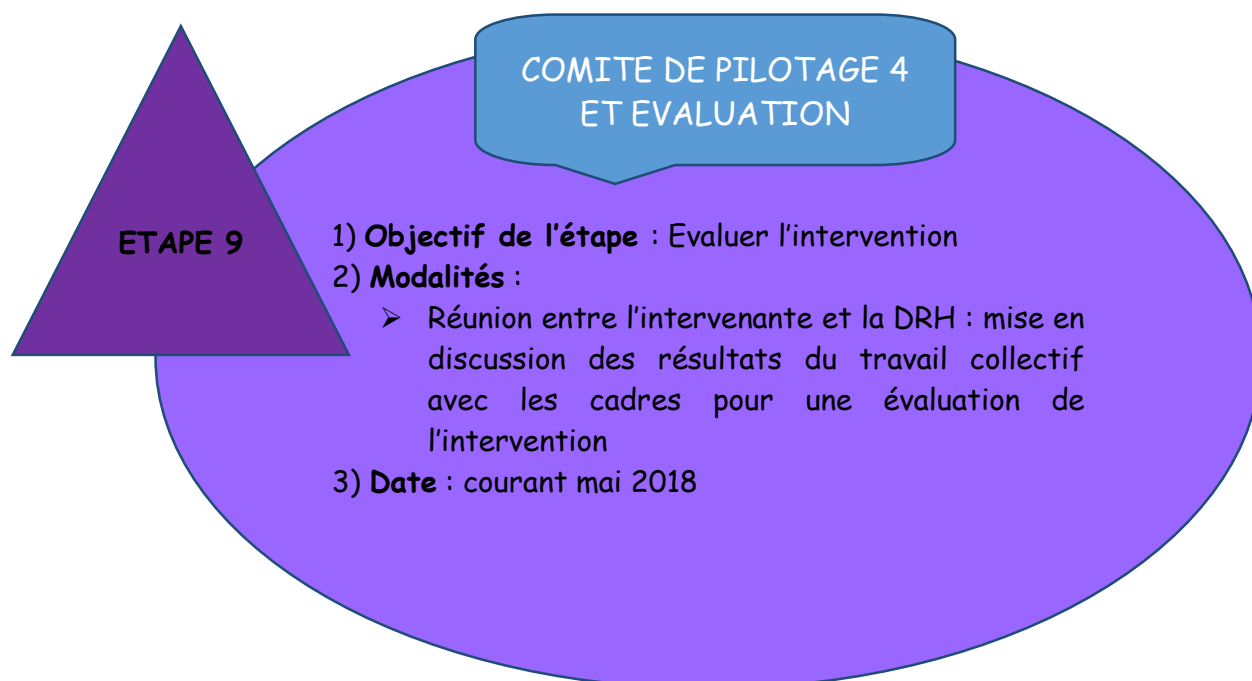 COMITE DE PILOTAGE 4
ET EVALUATION
ETAPE 9
1) Objectif de l’étape : Evaluer l’intervention
2) Modalités :
➢ Réunion entre l’intervenante et la DRH : mise en
discussion des résultats du travail collectif
avec les cadres pour une évaluation de
l’intervention
3) Date : courant mai 2018